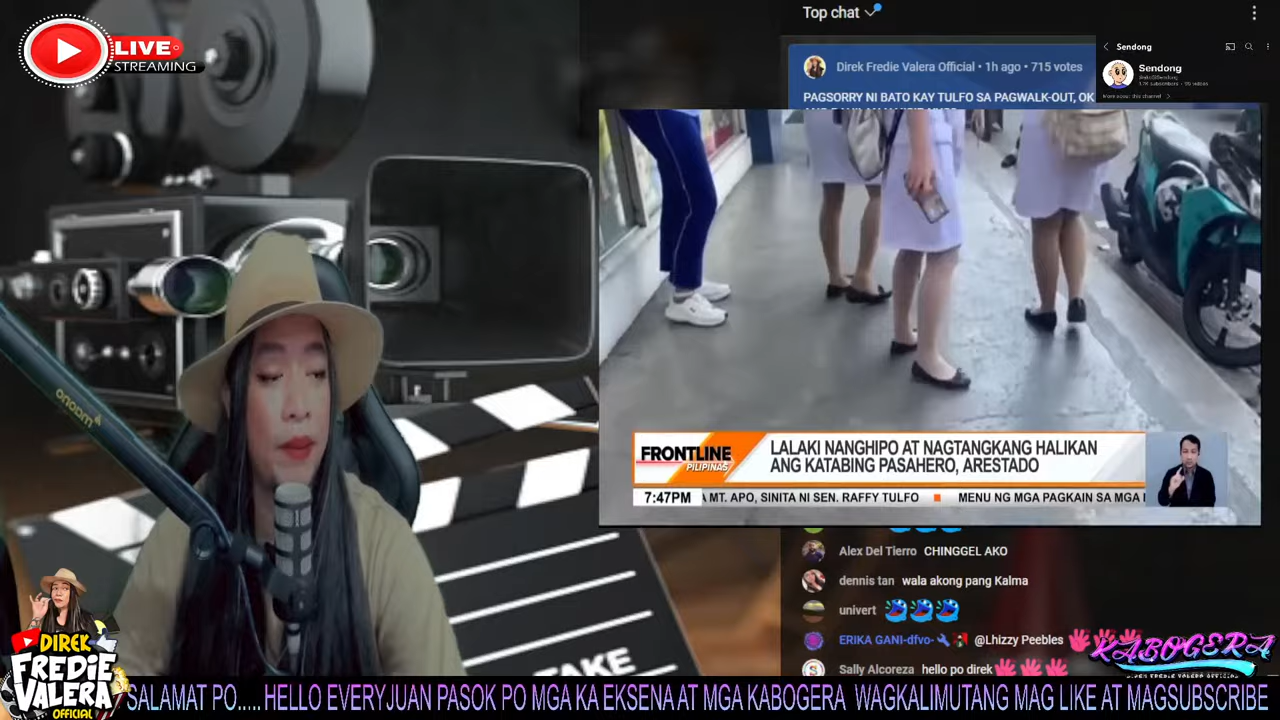 LIVE
STREAMING
Top chat
Direk Fredie Valera Official • 1h ago • 715 votes
PAGSORRY NI BATO KAY TULFO SA PAGWALK-OUT, OK
Sendong
Sendong
FRONTLINE
PILIPINAS
LALAKI NANGHIPO AT NAGTANGKANG HALIKAN
ANG KATABING PASAHERO, ARESTADO
7:47PM
MT. APO, SINITA NI SEN. RAFFY TULFO ■ MENU NG MGA PAGKAIN SA MGA
Alex Del Tierro CHINGGEL AKO
dennis tan wala akong pang Kalma
univert
ERIKA GANI-dfvo- @Lhizzy Peebles
Sally Alcoreza hello po direk
KABOGERA
maono
TAKE
DIREK
FREDIE
VALERA
OFFICIAL
SALAMAT PO..... HELLO EVERYJUAN PASOK PO MGA KA EKSENA AT MGA KABOGERA WAGKALIMUTANG MAG LIKE AT MAGSUBSCRIBE